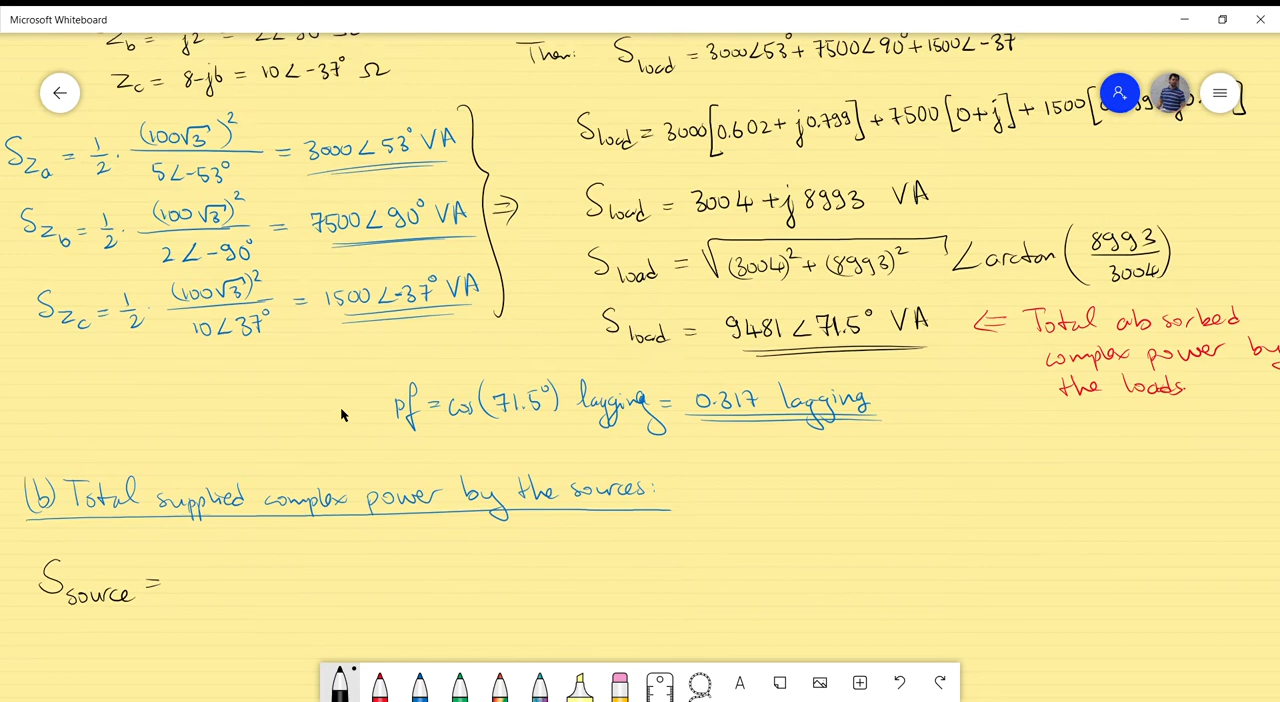 Microsoft Whiteboard
Z_b = j2 =
Z_c = 8-j6 = 10∠-37° Ω
S_Za = 1/2 · (100√3)² / 5∠-53° = 3000∠53° VA
S_Zb = 1/2 · (100√3)² / 2∠-90° = 7500∠90° VA
S_Zc = 1/2 · (100√3)² / 10∠37° = 1500∠-37° VA
⇒
Then: S_load = 3000∠53° + 7500∠90° + 1500∠-37
S_load = 3000[0.602 + j0.799] + 7500[0+j] + 1500[
S_load = 3004 + j8993 VA
S_load = √((3004)² + (8993)²) ∠arctan(8993/3004)
S_load = 9481∠71.5° VA ⇐ Total absorbed
complex power by
the loads.
pf = cos(71.5°) lagging = 0.317 lagging
(b) Total supplied complex power by the sources:
S_source =
A